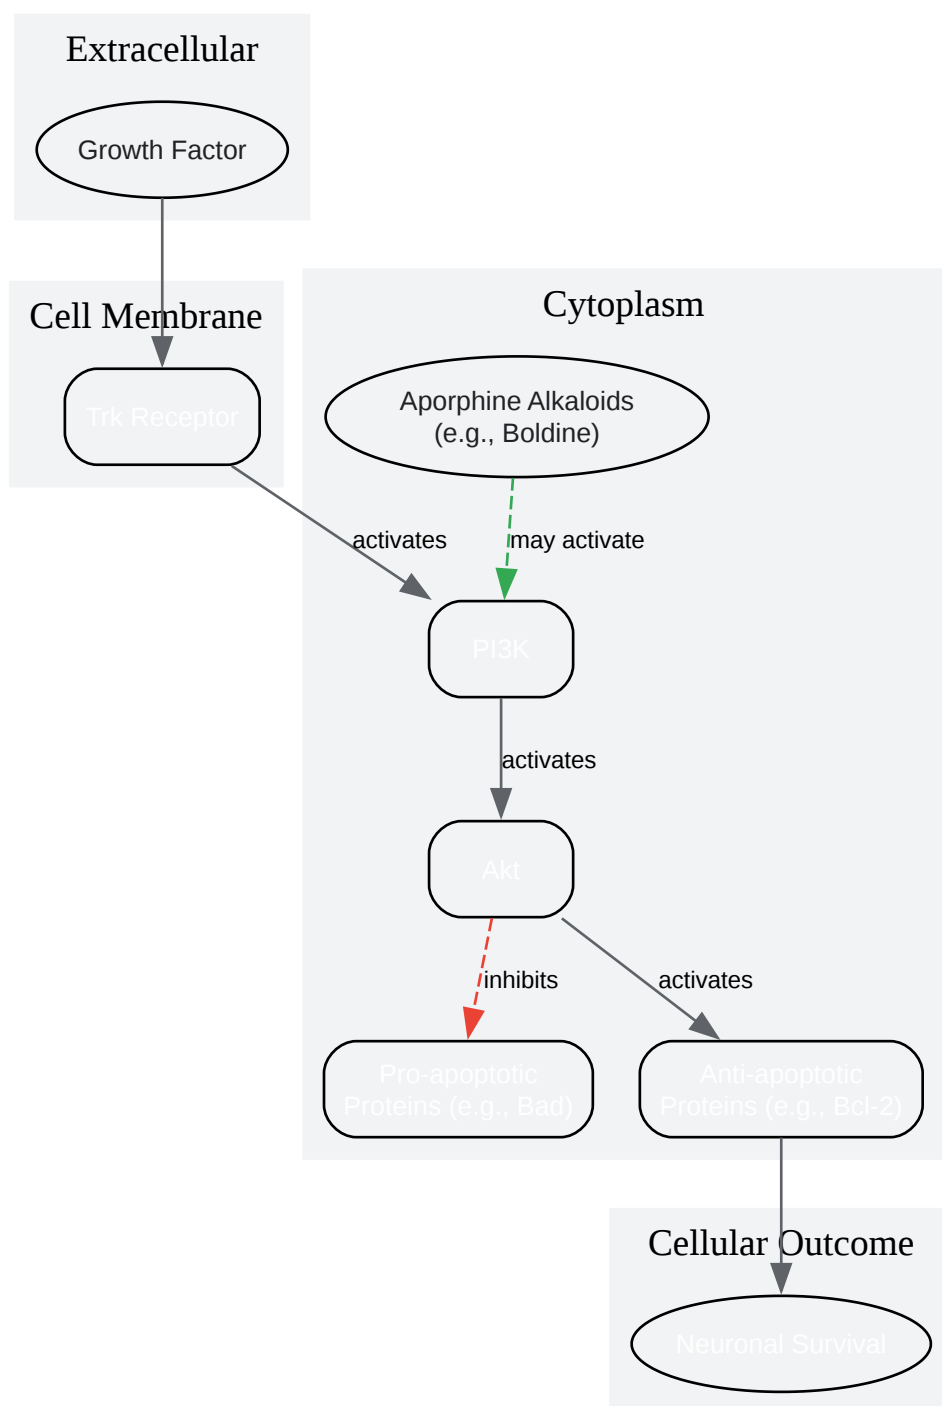 Extracellular
Growth Factor
Cell Membrane
Trk Receptor
Cytoplasm
Aporphine Alkaloids
(e.g., Boldine)
activates
may activate
PI3K
activates
Akt
inhibits
activates
Pro-apoptotic
Proteins (e.g., Bad)
Anti-apoptotic
Proteins (e.g., Bcl-2)
Cellular Outcome
Neuronal Survival